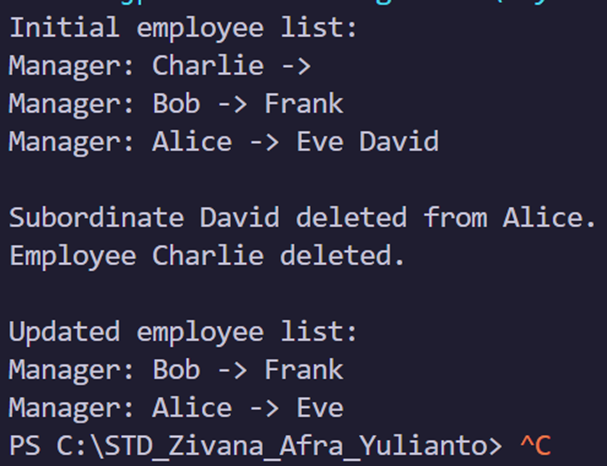 Initial employee list:
Manager: Charlie ->
Manager: Bob -> Frank
Manager: Alice -> Eve David
Subordinate David deleted from Alice.
Employee Charlie deleted.
Updated employee list:
Manager: Bob -> Frank
Manager: Alice -> Eve
PS C:\STD_Zivana_Afra_Yulianto> ^C